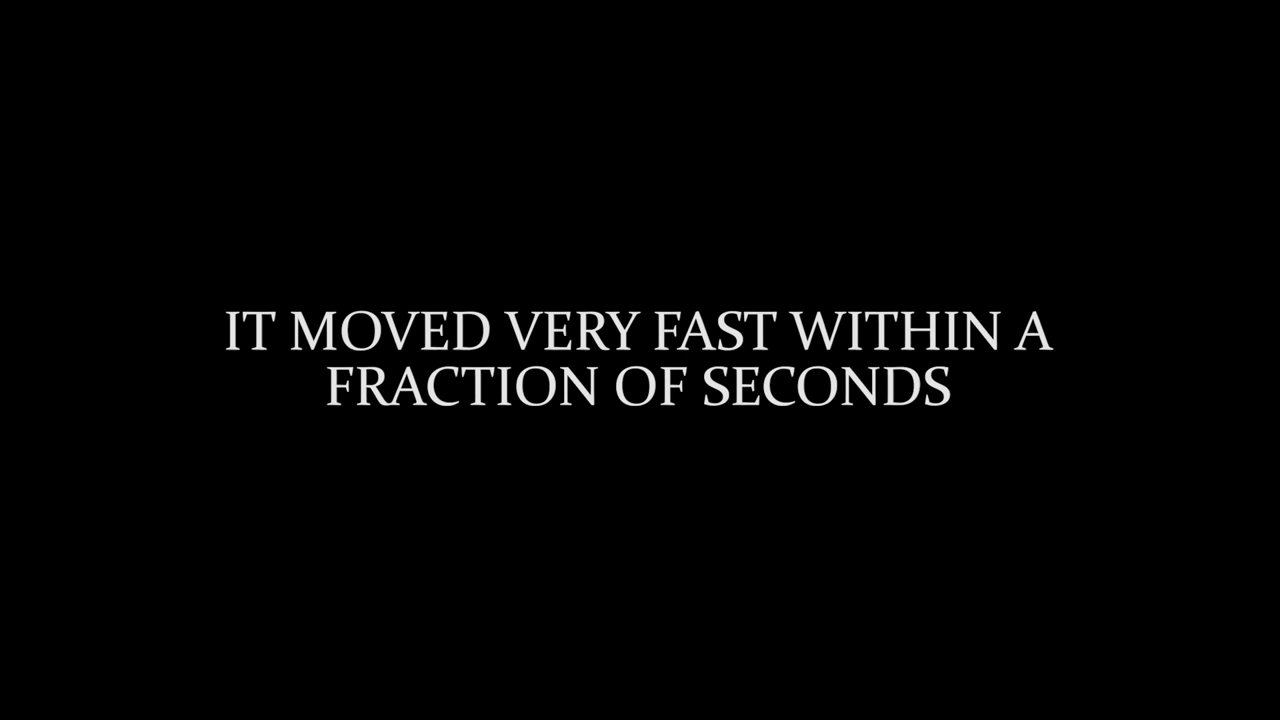 IT MOVED VERY FAST WITHIN A
FRACTION OF SECONDS